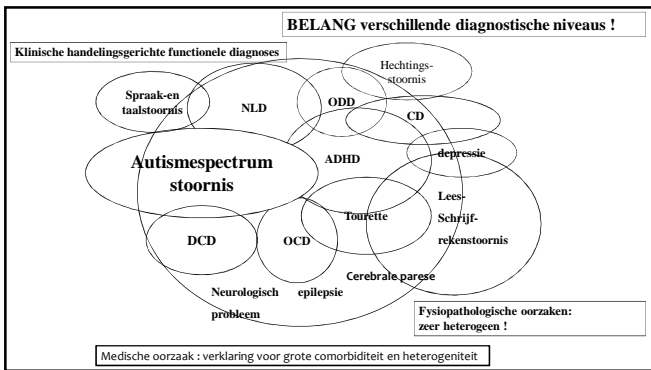 BELANG verschillende diagnostische niveaus !
Klinische handelingsgerichte functionele diagnoses
Hechtings-
stoornis
Spraak-en
taalstoornis
NLD
ODD
CD
Autismespectrum
stoornis
ADHD
depressie
Lees-
Schrijf-
rekenstoornis
Tourette
DCD
OCD
Cerebrale parese
Neurologisch epilepsie
probleem
Fysiopathologische oorzaken:
zeer heterogeen !
Medische oorzaak : verklaring voor grote comorbiditeit en heterogeniteit